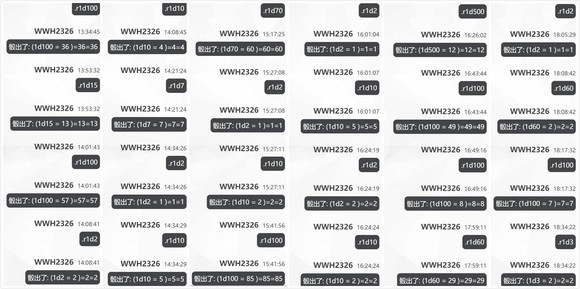 .r1d100
WWH2326 13:34:45
骰出了: (1d100 = 36 )=36=36
WWH2326 13:53:32
.r1d15
WWH2326 13:53:32
骰出了: (1d15 = 13 )=13=13
WWH2326 14:01:43
.r1d100
WWH2326 14:01:43
骰出了: (1d100 = 57 )=57=57
WWH2326 14:08:41
.r1d2
WWH2326 14:08:41
骰出了: (1d2 = 2 )=2=2
.r1d10
WWH2326 14:08:45
骰出了: (1d10 = 4 )=4=4
WWH2326 14:21:24
.r1d7
WWH2326 14:21:24
骰出了: (1d7 = 7 )=7=7
WWH2326 14:34:26
.r1d2
WWH2326 14:34:26
骰出了: (1d2 = 1 )=1=1
WWH2326 14:34:29
.r1d10
WWH2326 14:34:29
骰出了: (1d10 = 5 )=5=5
.r1d70
WWH2326 15:17:25
骰出了: (1d70 = 60 )=60=60
WWH2326 15:27:08
.r1d2
WWH2326 15:27:08
骰出了: (1d2 = 1 )=1=1
WWH2326 15:27:11
.r1d10
WWH2326 15:27:11
骰出了: (1d10 = 2 )=2=2
WWH2326 15:41:56
.r1d100
WWH2326 15:41:56
骰出了: (1d100 = 85 )=85=85
.r1d2
WWH2326 16:01:04
骰出了: (1d2 = 1 )=1=1
WWH2326 16:01:07
.r1d10
WWH2326 16:01:07
骰出了: (1d10 = 5 )=5=5
WWH2326 16:24:19
.r1d2
WWH2326 16:24:19
骰出了: (1d2 = 2 )=2=2
WWH2326 16:24:24
.r1d10
WWH2326 16:24:24
骰出了: (1d10 = 2 )=2=2
.r1d500
WWH2326 16:26:02
骰出了: (1d500 = 12 )=12=12
WWH2326 16:43:44
.r1d100
WWH2326 16:43:44
骰出了: (1d100 = 49 )=49=49
WWH2326 16:49:16
.r1d100
WWH2326 16:49:16
骰出了: (1d100 = 8 )=8=8
WWH2326 17:59:11
.r1d60
WWH2326 17:59:11
骰出了: (1d60 = 29 )=29=29
.r1d2
WWH2326 18:05:29
骰出了: (1d2 = 1 )=1=1
WWH2326 18:08:42
.r1d60
WWH2326 18:08:42
骰出了: (1d60 = 2 )=2=2
WWH2326 18:17:32
.r1d100
WWH2326 18:17:32
骰出了: (1d100 = 7 )=7=7
WWH2326 18:34:22
.r1d3
WWH2326 18:34:22
骰出了: (1d3 = 2 )=2=2